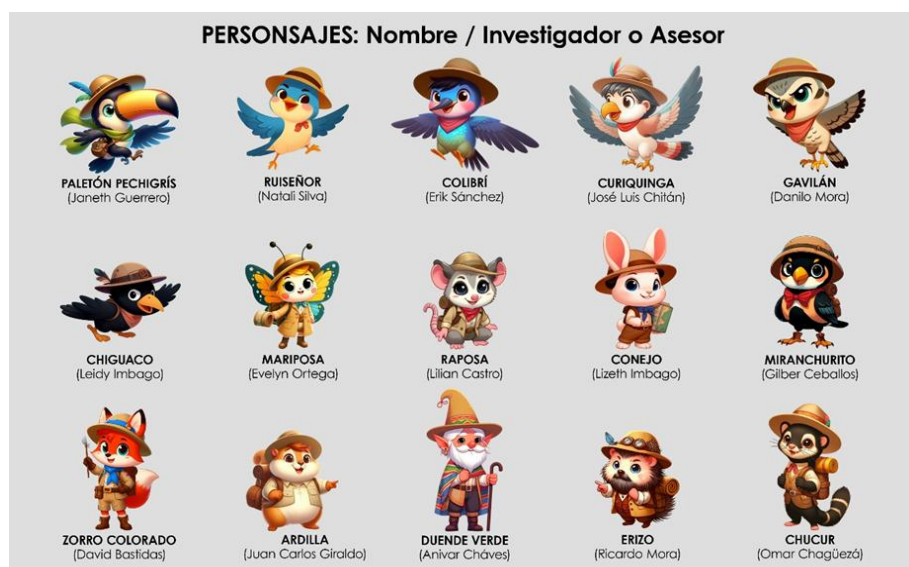 PERSONAJES: Nombre / Investigador o Asesor
PALETÓN PECHIGRÍS
(Janeth Guerrero)
RUISEÑOR
(Natali Silva)
COLIBRÍ
(Erik Sánchez)
CURIQUINGA
(José Luis Chitán)
GAVILÁN
(Danilo Mora)
CHIGUACO
(Leidy Imbago)
MARIPOSA
(Evelyn Ortega)
RAPOSA
(Lilian Castro)
CONEJO
(Lizeth Imbago)
MIRANCHURITO
(Gilber Ceballos)
ZORRO COLORADO
(David Bastidas)
ARDILLA
(Juan Carlos Giraldo)
DUENDE VERDE
(Anivar Cháves)
ERIZO
(Ricardo Mora)
CHUCUR
(Omar Chagüezá)